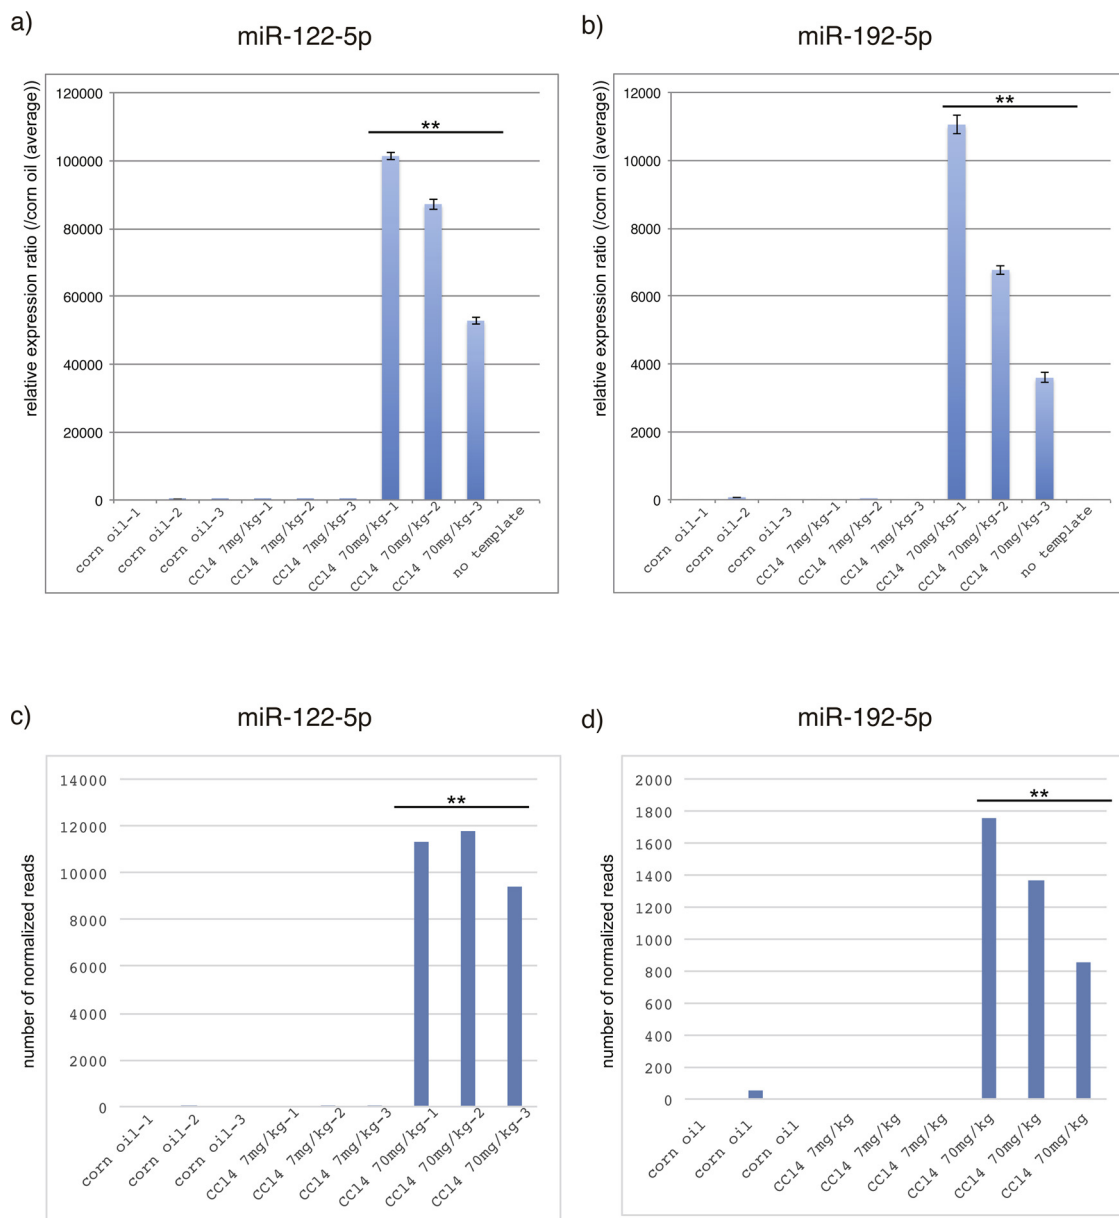 a)
miR-122-5p
relative expression ratio (/corn oil (average))
120000
100000
80000
60000
40000
20000
0
**
corn oil-1
corn oil-2
corn oil-3
CCl4 7mg/kg-1
CCl4 7mg/kg-2
CCl4 7mg/kg-3
CCl4 70mg/kg-1
CCl4 70mg/kg-2
CCl4 70mg/kg-3
no template
b)
miR-192-5p
relative expression ratio (/corn oil (average))
12000
10000
8000
6000
4000
2000
0
**
corn oil-1
corn oil-2
corn oil-3
CCl4 7mg/kg-1
CCl4 7mg/kg-2
CCl4 7mg/kg-3
CCl4 70mg/kg-1
CCl4 70mg/kg-2
CCl4 70mg/kg-3
no template
c)
miR-122-5p
number of normalized reads
14000
12000
10000
8000
6000
4000
2000
0
**
corn oil-1
corn oil-2
corn oil-3
CCl4 7mg/kg-1
CCl4 7mg/kg-2
CCl4 7mg/kg-3
CCl4 70mg/kg-1
CCl4 70mg/kg-2
CCl4 70mg/kg-3
d)
miR-192-5p
number of normalized reads
2000
1800
1600
1400
1200
1000
800
600
400
200
0
**
corn oil
corn oil
corn oil
CCl4 7mg/kg
CCl4 7mg/kg
CCl4 7mg/kg
CCl4 70mg/kg
CCl4 70mg/kg
CCl4 70mg/kg